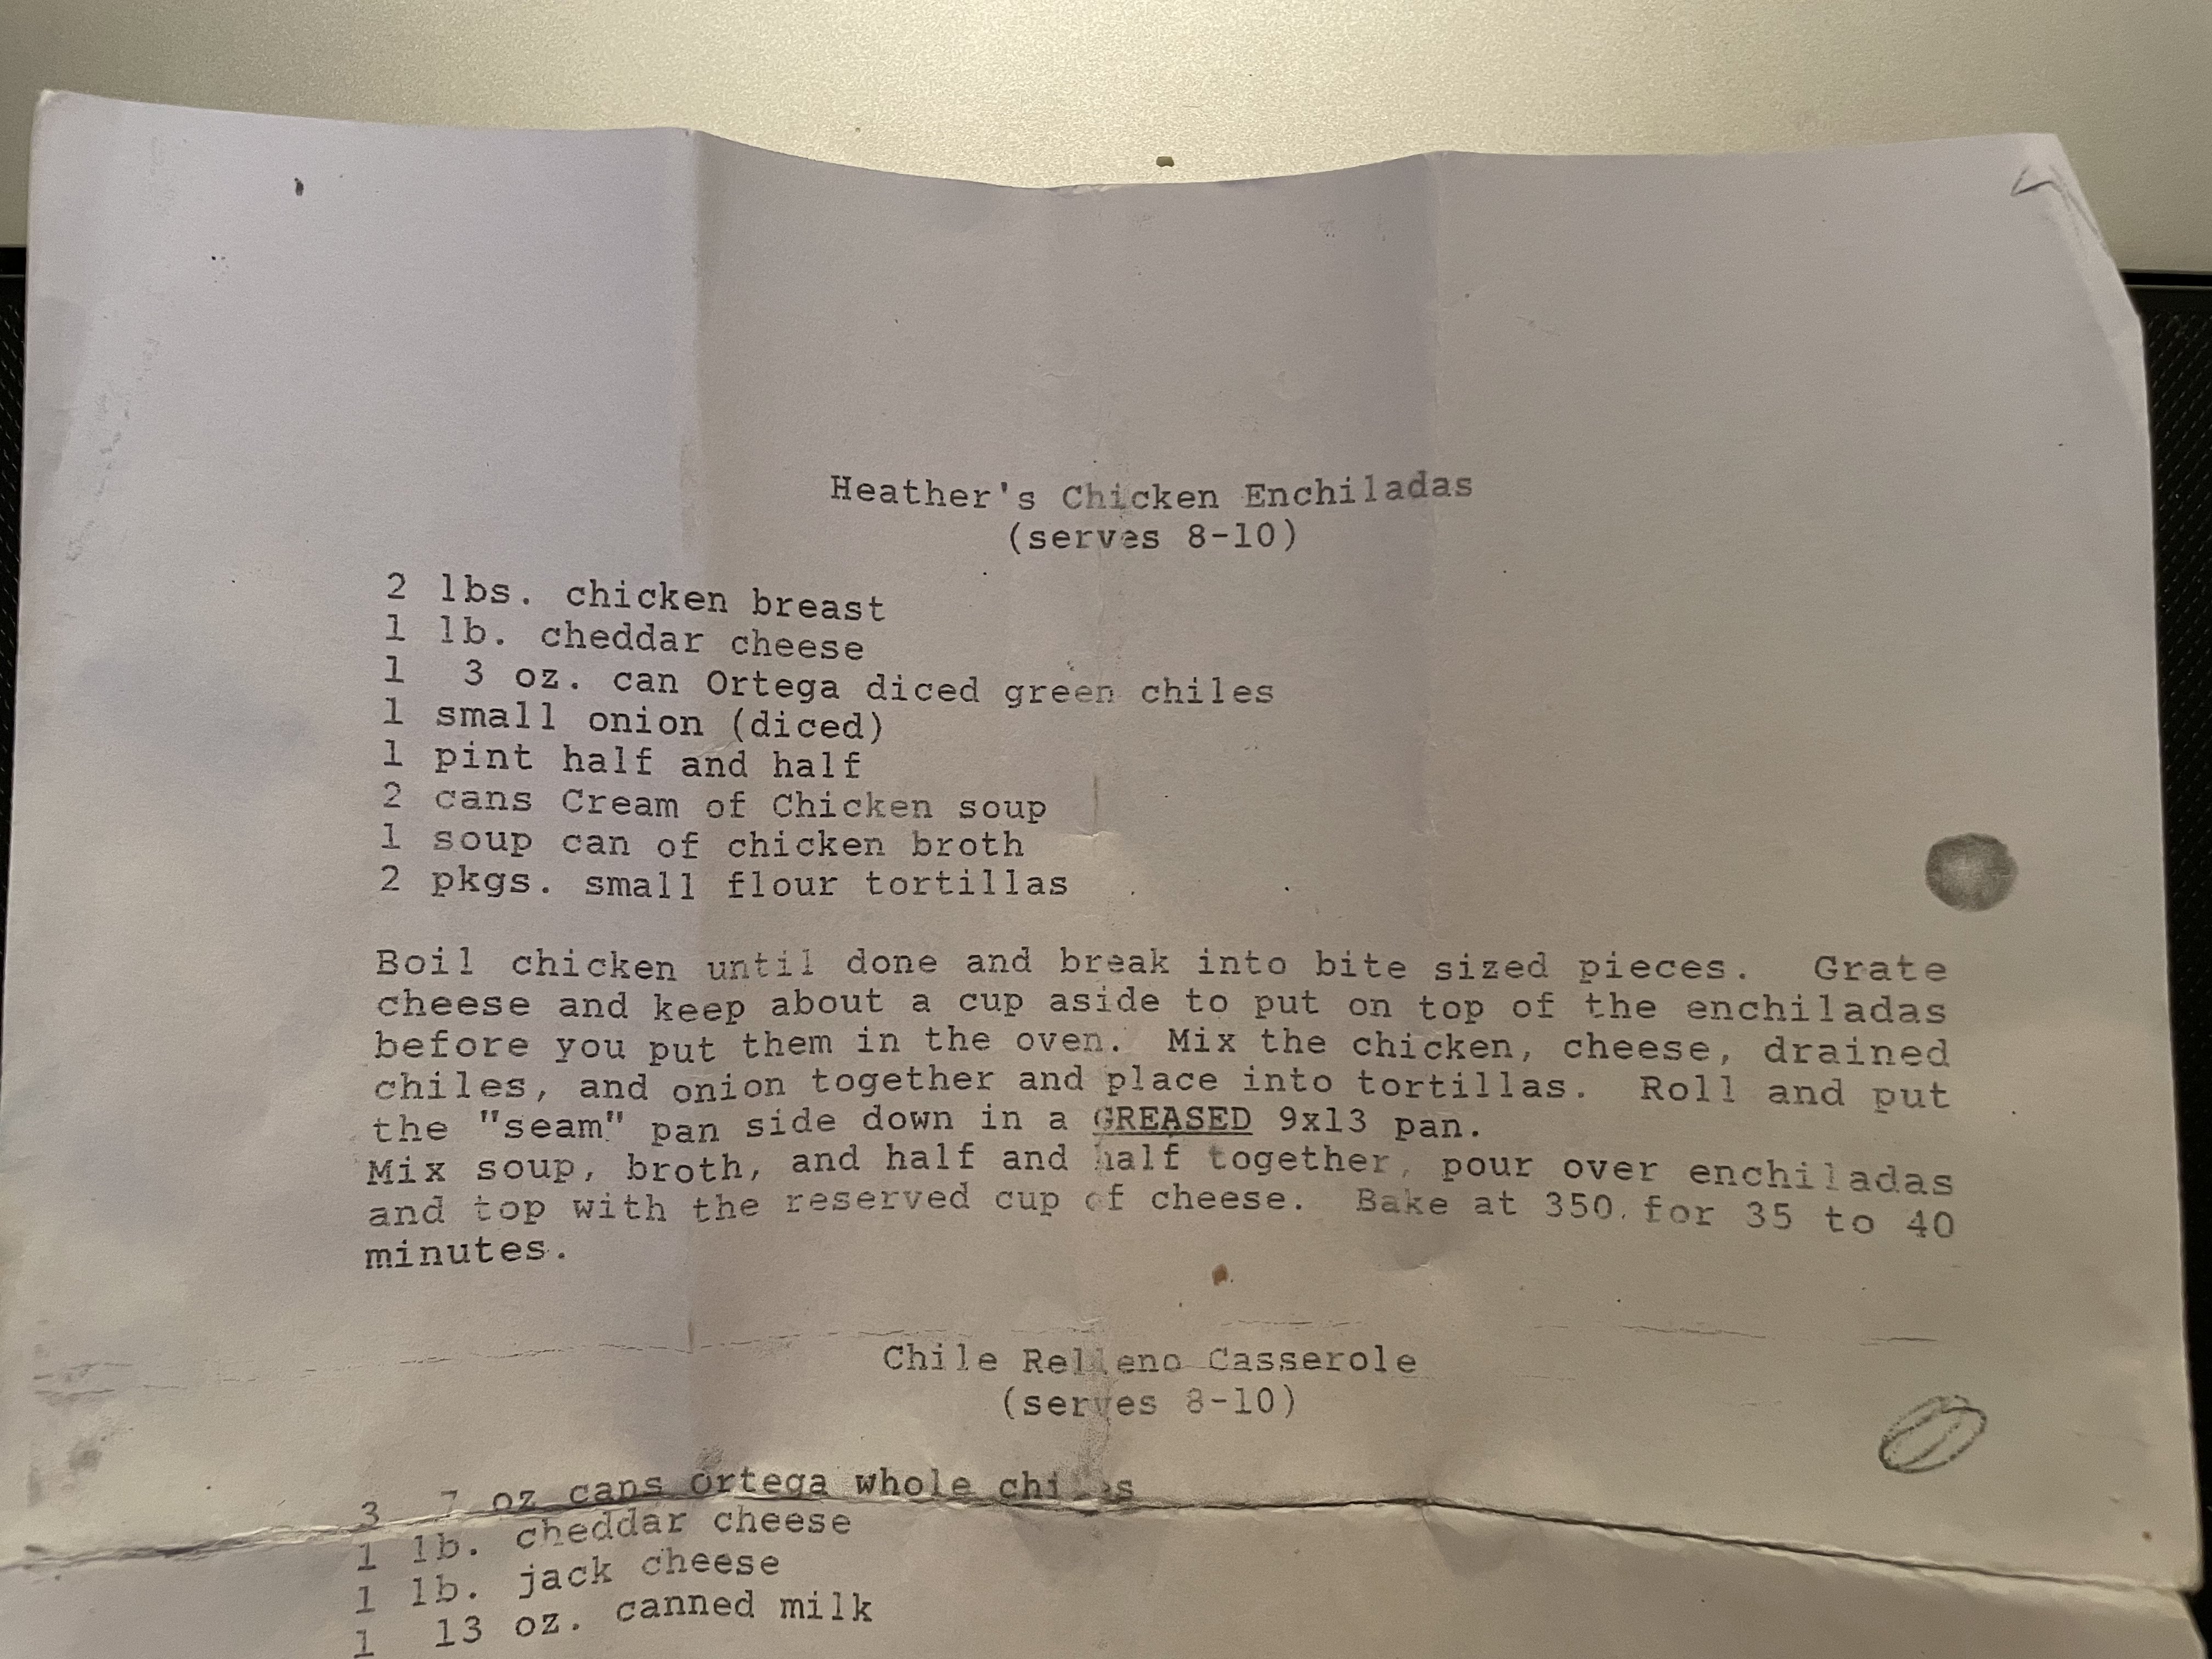 Heather's Chicken Enchiladas
(serves 8-10)
2 lbs. chicken breast
1 lb. cheddar cheese
1  3 oz. can Ortega diced green chiles
1 small onion (diced)
1 pint half and half
2 cans Cream of Chicken soup
1 soup can of chicken broth
2 pkgs. small flour tortillas
Boil chicken until done and break into bite sized pieces.  Grate
cheese and keep about a cup aside to put on top of the enchiladas
before you put them in the oven.  Mix the chicken, cheese, drained
chiles, and onion together and place into tortillas.  Roll and put
the "seam" pan side down in a GREASED 9x13 pan.
Mix soup, broth, and half and half together, pour over enchiladas
and top with the reserved cup of cheese.  Bake at 350. for 35 to 40
minutes.
Chile Relleno Casserole
(serves 8-10)
3  7 oz cans ortega whole chiles
1 lb. cheddar cheese
1 lb. jack cheese
1  13 oz. canned milk